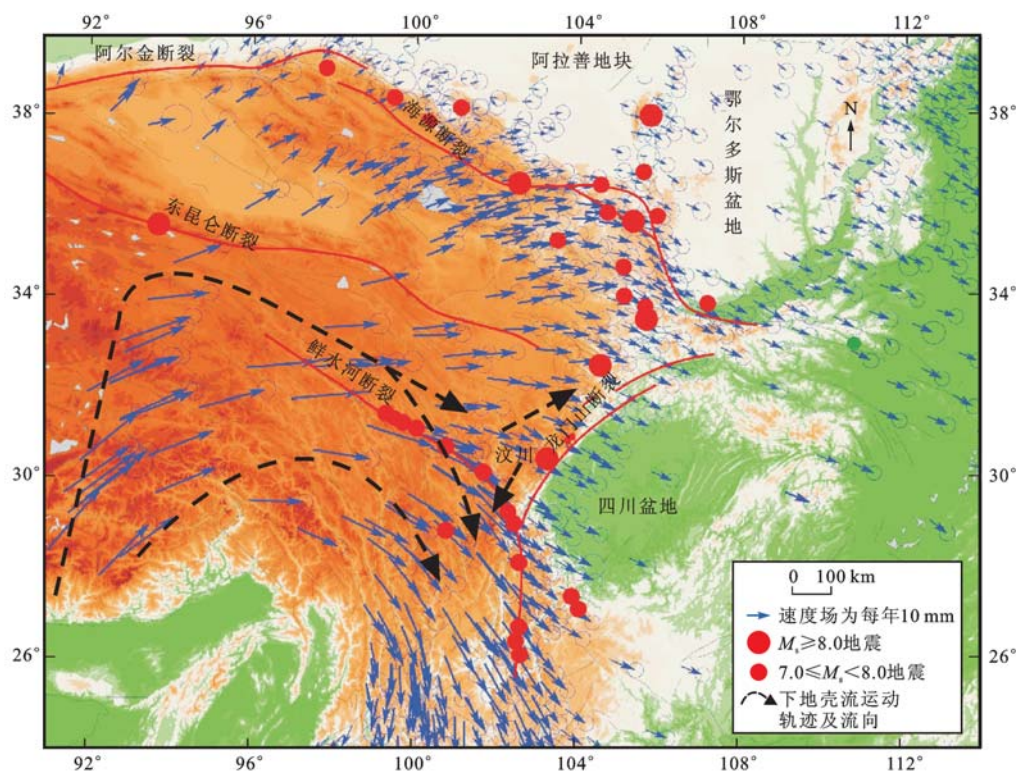 92°
96°
100°
104°
108°
112°
阿尔金断裂
阿拉善地块
鄂尔多斯盆地
N
38°
38°
海源断裂
东昆仑断裂
34°
34°
鲜水河断裂
龙门山断裂
汶川
30°
30°
四川盆地
0 100 km
速度场为每年10 mm
Ms≥8.0地震
7.0≤Ms<8.0地震
下地壳流运动
轨迹及流向
26°
26°
92°
96°
100°
104°
108°
112°